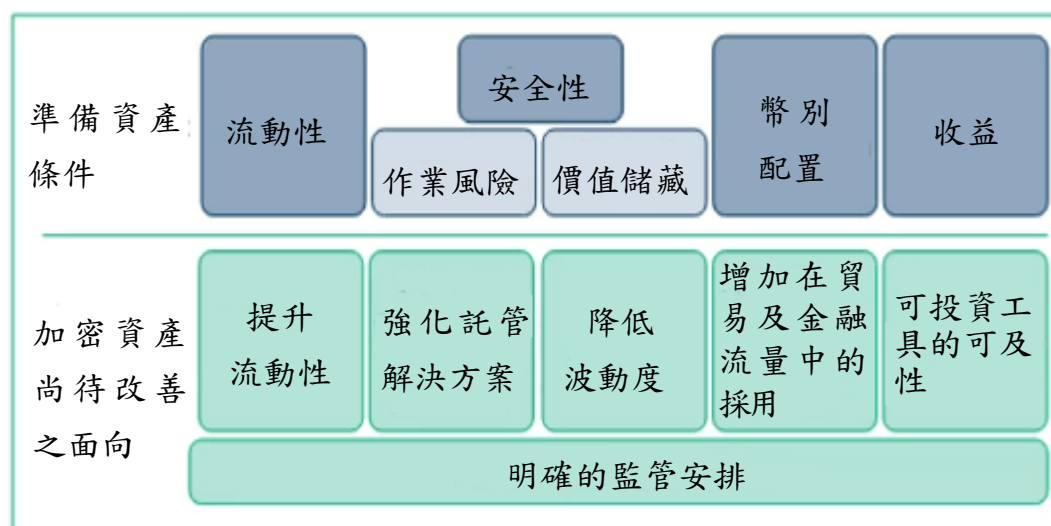 準備資產
條件
流動性
安全性
作業風險
價值儲藏
幣別
配置
收益
加密資產
尚待改善
之面向
提升
流動性
強化託管
解決方案
降低
波動度
增加在貿
易及金融
流量中的
採用
可投資工
具的可及
性
明確的監管安排